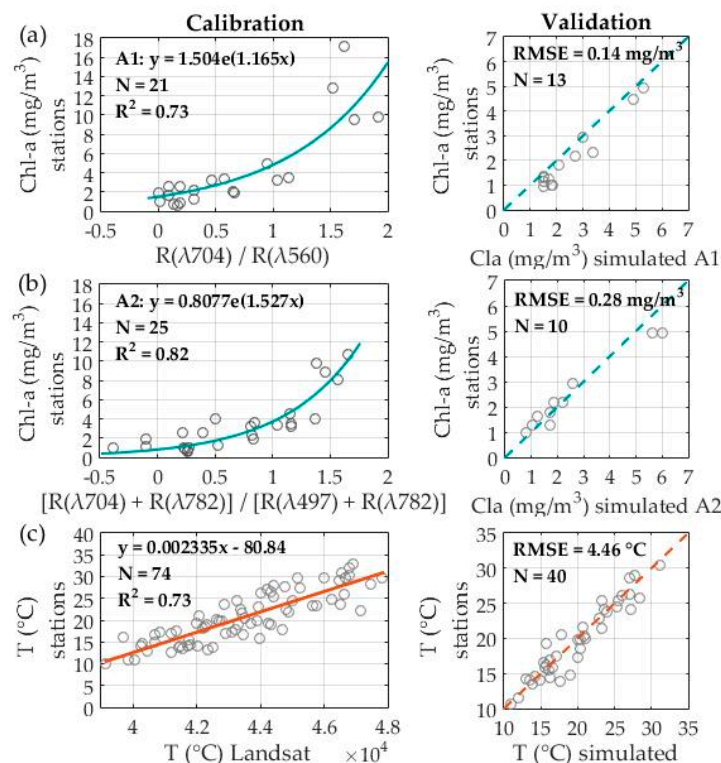 Calibration
Validation
(a)
A1: y = 1.504e(1.165x)
N = 21
R² = 0.73
Chl-a (mg/m³)
stations
18
16
14
12
10
8
6
4
2
0
-0.5 0 0.5 1 1.5 2
R(λ704) / R(λ560)
RMSE = 0.14 mg/m³
N = 13
Chl-a (mg/m³)
stations
7
6
5
4
3
2
1
0
0 1 2 3 4 5 6 7
Cla (mg/m³) simulated A1
(b)
A2: y = 0.8077e(1.527x)
N = 25
R² = 0.82
Chl-a (mg/m³)
stations
18
16
14
12
10
8
6
4
2
0
-0.5 0 0.5 1 1.5 2
[R(λ704) + R(λ782)] / [R(λ497) + R(λ782)]
RMSE = 0.28 mg/m³
N = 10
Chl-a (mg/m³)
stations
7
6
5
4
3
2
1
0
0 1 2 3 4 5 6 7
Cla (mg/m³) simulated A2
(c)
y = 0.002335x - 80.84
N = 74
R² = 0.73
T (°C)
stations
40
35
30
25
20
15
10
5
0
4 4.2 4.4 4.6 4.8
T (°C) Landsat ×10⁴
RMSE = 4.46 °C
N = 40
T (°C)
stations
35
30
25
20
15
10
10 15 20 25 30 35
T (°C) simulated